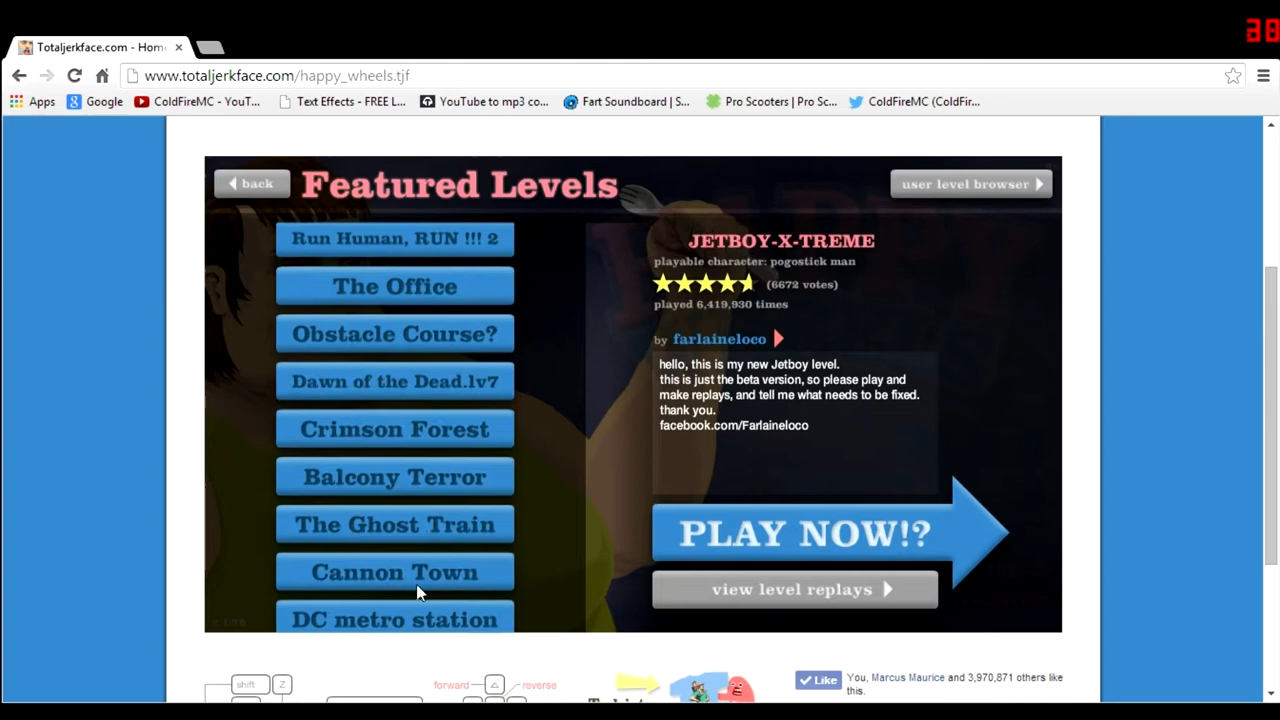 38
Totaljerkface.com - Hom
www.totaljerkface.com/happy_wheels.tjf
Apps Google ColdFireMC - YouT... Text Effects - FREE L... YouTube to mp3 co... Fart Soundboard | S... Pro Scooters | Pro Sc... ColdFireMC (ColdFir...
back Featured Levels user level browser
Run Human, RUN !!! 2
The Office
Obstacle Course?
Dawn of the Dead.lv7
Crimson Forest
Balcony Terror
The Ghost Train
Cannon Town
DC metro station
JETBOY-X-TREME
playable character: pogostick man
(6672 votes)
played 6,419,930 times
by farlaineloco
hello, this is my new Jetboy level.
this is just the beta version, so please play and
make replays, and tell me what needs to be fixed.
thank you.
facebook.com/Farlaineloco
PLAY NOW!?
view level replays
shift Z
forward reverse
Like You, Marcus Maurice and 3,970,871 others like
this.